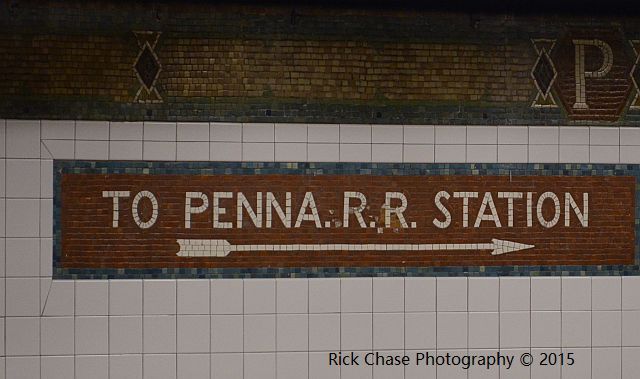 P
TO PENNA. R. R. STATION
Rick Chase Photography © 2015